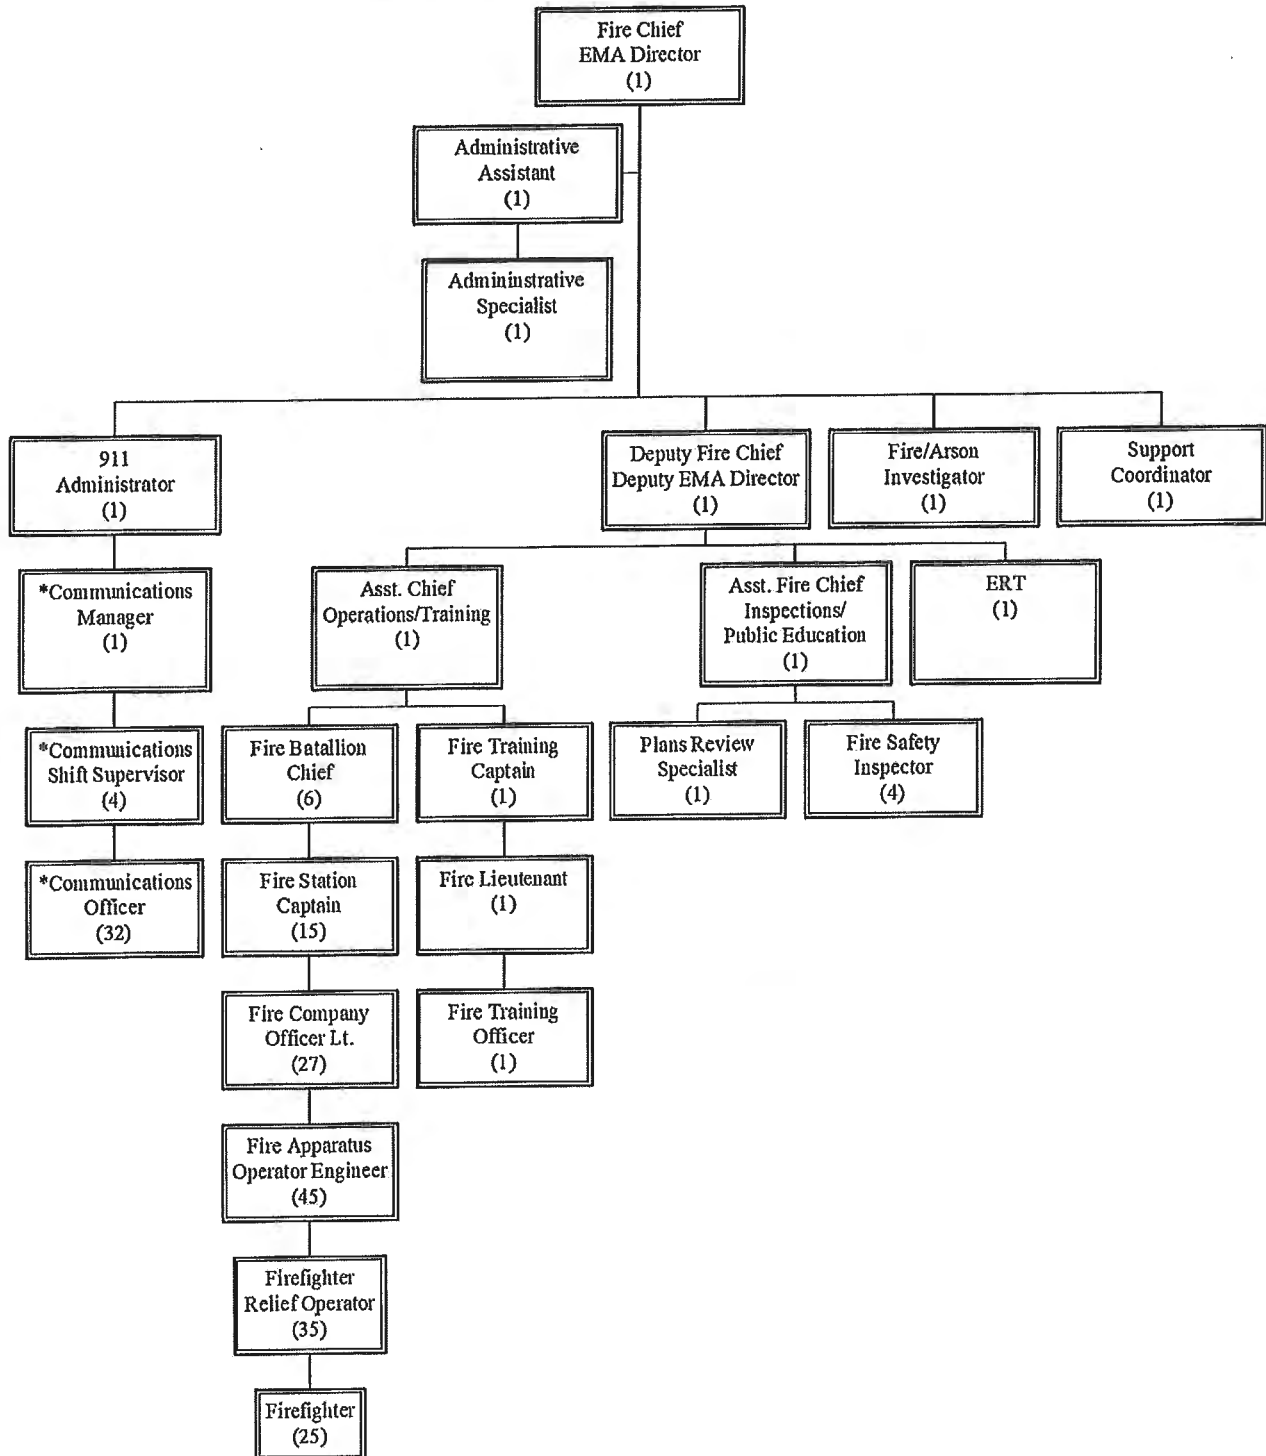 Fire Chief
EMA Director
(1)
Administrative
Assistant
(1)
Admininstrative
Specialist
(1)
911
Administrator
(1)
Deputy Fire Chief
Deputy EMA Director
(1)
Fire/Arson
Investigator
(1)
Support
Coordinator
(1)
*Communications
Manager
(1)
Asst. Chief
Operations/Training
(1)
Asst. Fire Chief
Inspections/
Public Education
(1)
ERT
(1)
*Communications
Shift Supervisor
(4)
Fire Batallion
Chief
(6)
Fire Training
Captain
(1)
Plans Review
Specialist
(1)
Fire Safety
Inspector
(4)
*Communications
Officer
(32)
Fire Station
Captain
(15)
Fire Lieutenant
(1)
Fire Company
Officer Lt.
(27)
Fire Training
Officer
(1)
Fire Apparatus
Operator Engineer
(45)
Firefighter
Relief Operator
(35)
Firefighter
(25)